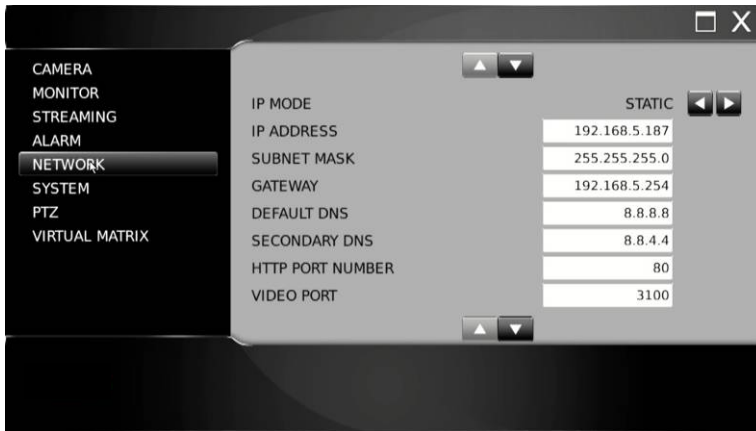 CAMERA
MONITOR
STREAMING
ALARM
NETWORK
SYSTEM
PTZ
VIRTUAL MATRIX
IP MODE STATIC
IP ADDRESS 192.168.5.187
SUBNET MASK 255.255.255.0
GATEWAY 192.168.5.254
DEFAULT DNS 8.8.8.8
SECONDARY DNS 8.8.4.4
HTTP PORT NUMBER 80
VIDEO PORT 3100